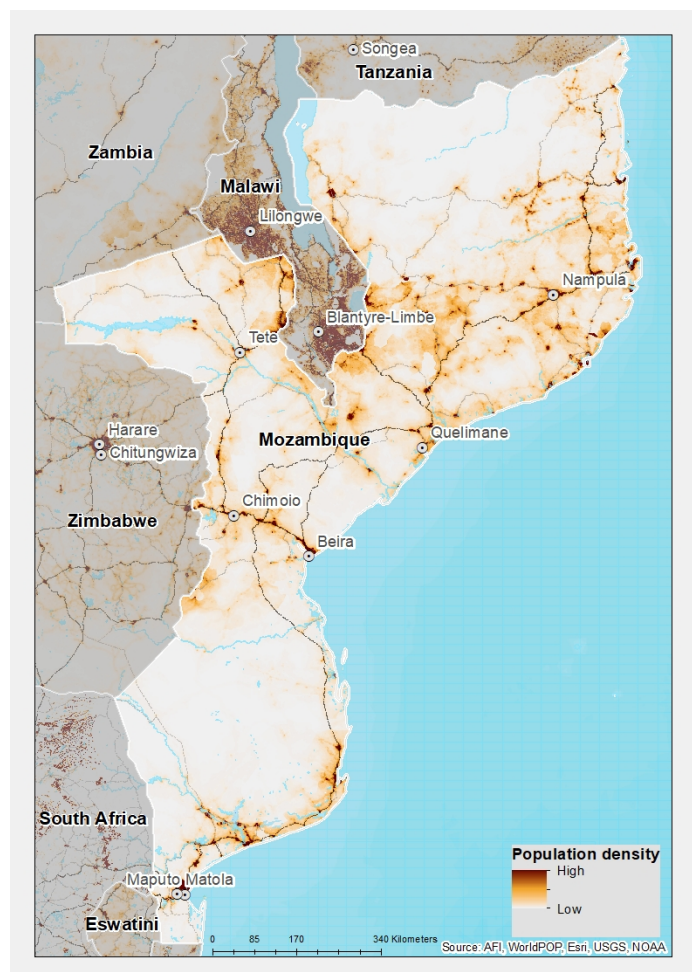 Songea
Tanzania
Zambia
Malawi
Lilongwe
Nampula
Blantyre-Limbe
Tete
Harare
Mozambique
Quelimane
Chitungwiza
Chimoio
Zimbabwe
Beira
South Africa
Population density
High
Low
Maputo Matola
Eswatini
0 85 170 340 Kilometers
Source: AFI, WorldPOP, Esri, USGS, NOAA